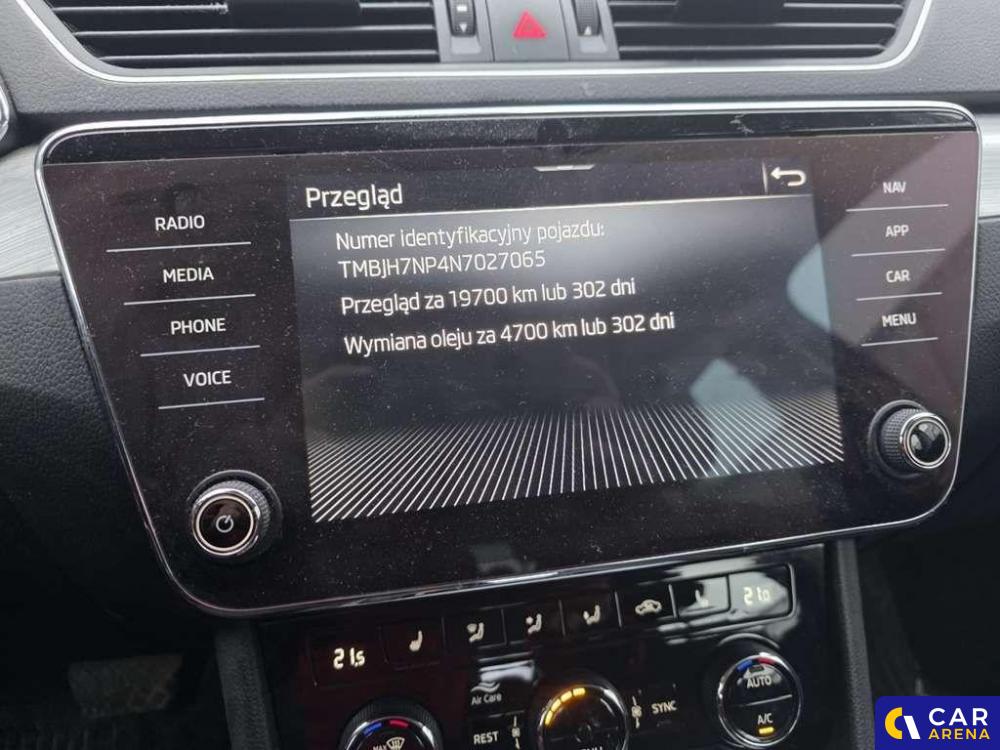 Przegląd
Numer identyfikacyjny pojazdu:
TMBJH7NP4N7027065
Przegląd za 19700 km lub 302 dni
Wymiana oleju za 4700 km lub 302 dni
RADIO
MEDIA
PHONE
VOICE
NAV
APP
CAR
MENU
21.5
21.0
Air Care
REST
SYNC
AUTO
A/C
MAX
CAR
ARENA